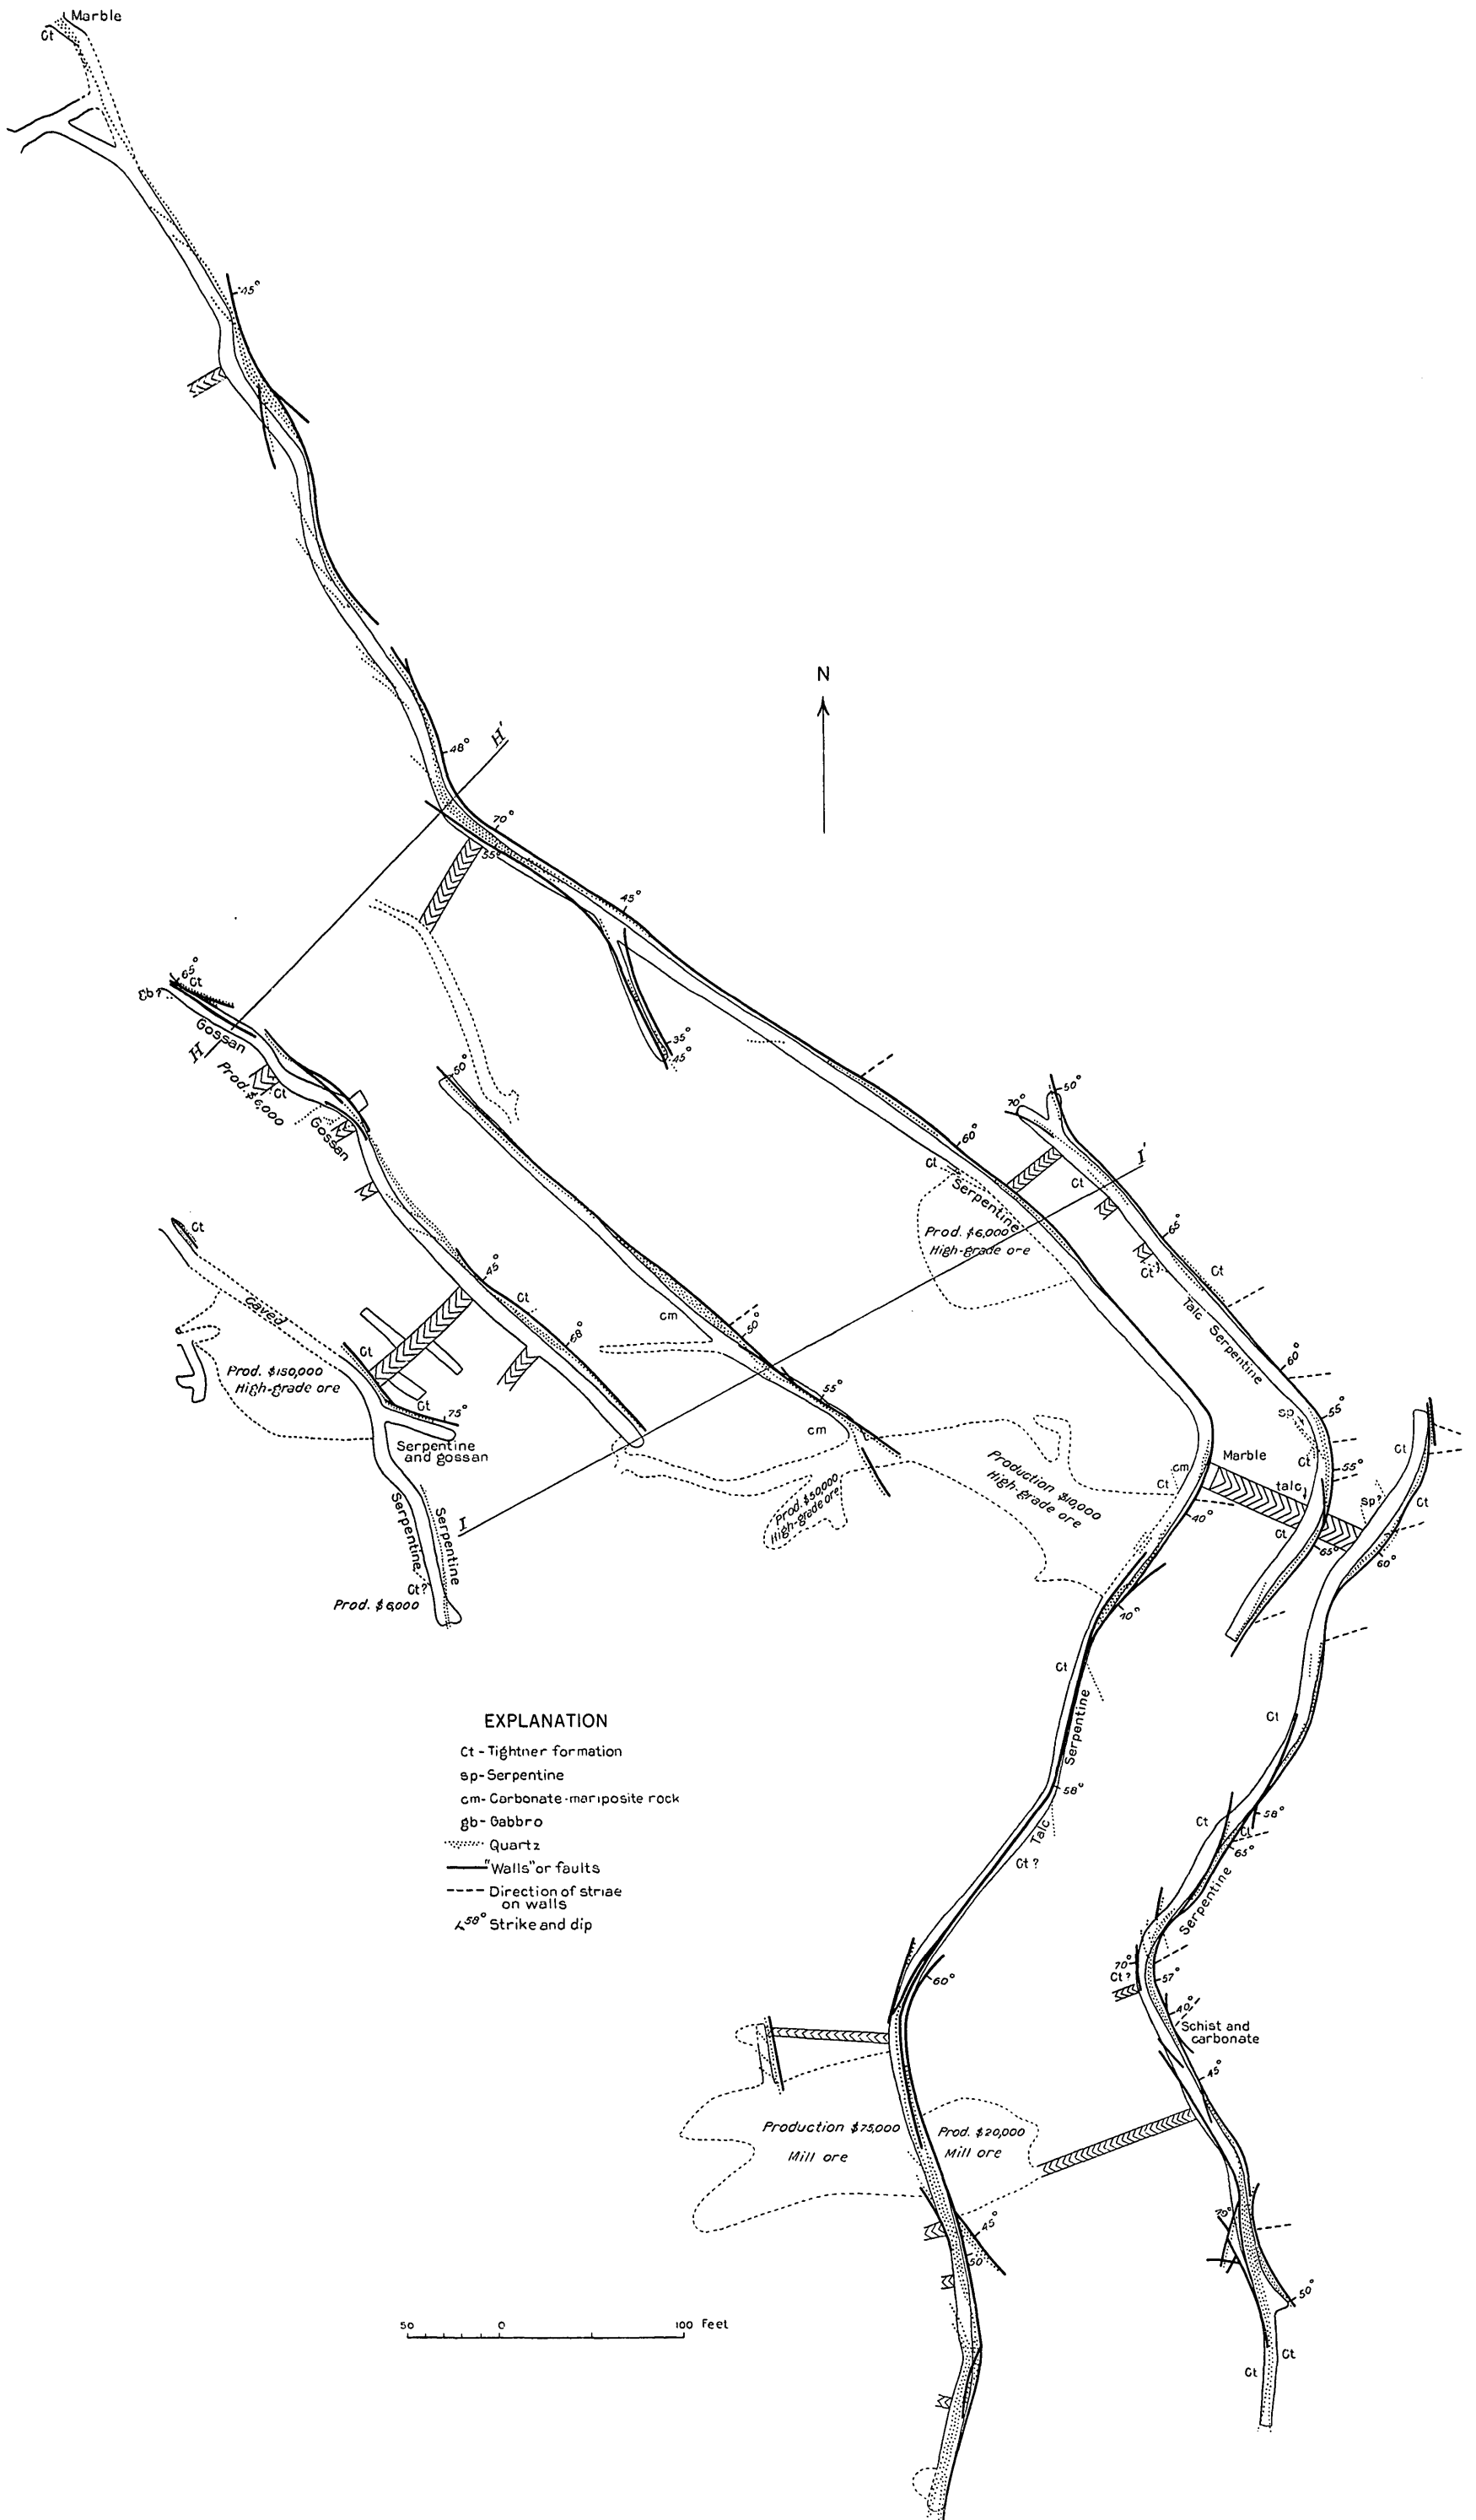 Marble
Ct
45°
N
H'
48°
70°
55°
45°
65°
Ct
gb?
Gossan
H
35°
45°
Prod. $6,000
Ct
Gossan
50°
50°
70°
60°
I'
Ct
Serpentine
Ct
Prod. $6,000
High-grade ore
65°
Ct
Ct
Ct
Caved
45°
Ct
68°
cm
50°
Talc
Serpentine
60°
Ct
Prod. $150,000
High-grade ore
55°
Ct
75°
Serpentine
and gossan
cm
sp
55°
Ct
Marble
cm
Ct
talc
55°
Ct
sp?
Ct
Production $10,000
High-grade ore
Prod. $50,000
High-grade ore
40°
Ct
65°
60°
Serpentine
Serpentine
I
Ct?
Prod. $6,000
Ct
Serpentine
Ct
58°
Talc
Ct ?
Ct
58°
Ct
65°
Serpentine
EXPLANATION
Ct - Tightner formation
sp- Serpentine
cm- Carbonate-mariposite rock
gb- Gabbro
Quartz
"Walls" or faults
Direction of striae
on walls
58° Strike and dip
60°
70°
Ct ?
57°
40°
Schist and
carbonate
45°
Production $75,000
Mill ore
Prod. $20,000
Mill ore
45°
50
70°
50°
50 0 100 Feet
Ct
Ct